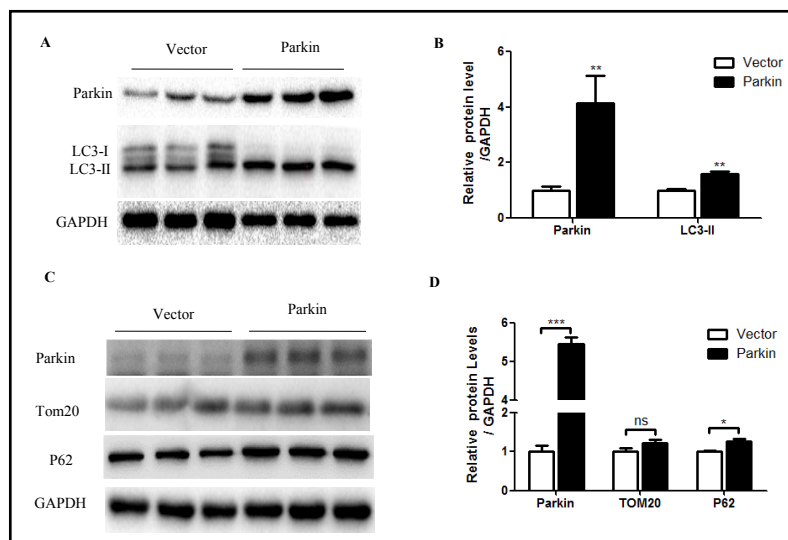 A
Vector Parkin
Parkin
LC3-I
LC3-II
GAPDH
B
Relative protein level
/GAPDH
6
4
2
0
**
**
Vector
Parkin
Parkin LC3-II
C
Vector Parkin
Parkin
Tom20
P62
GAPDH
D
Relative protein Levels
/ GAPDH
6
5
4
2
1
0
***
ns
*
Vector
Parkin
Parkin TOM20 P62